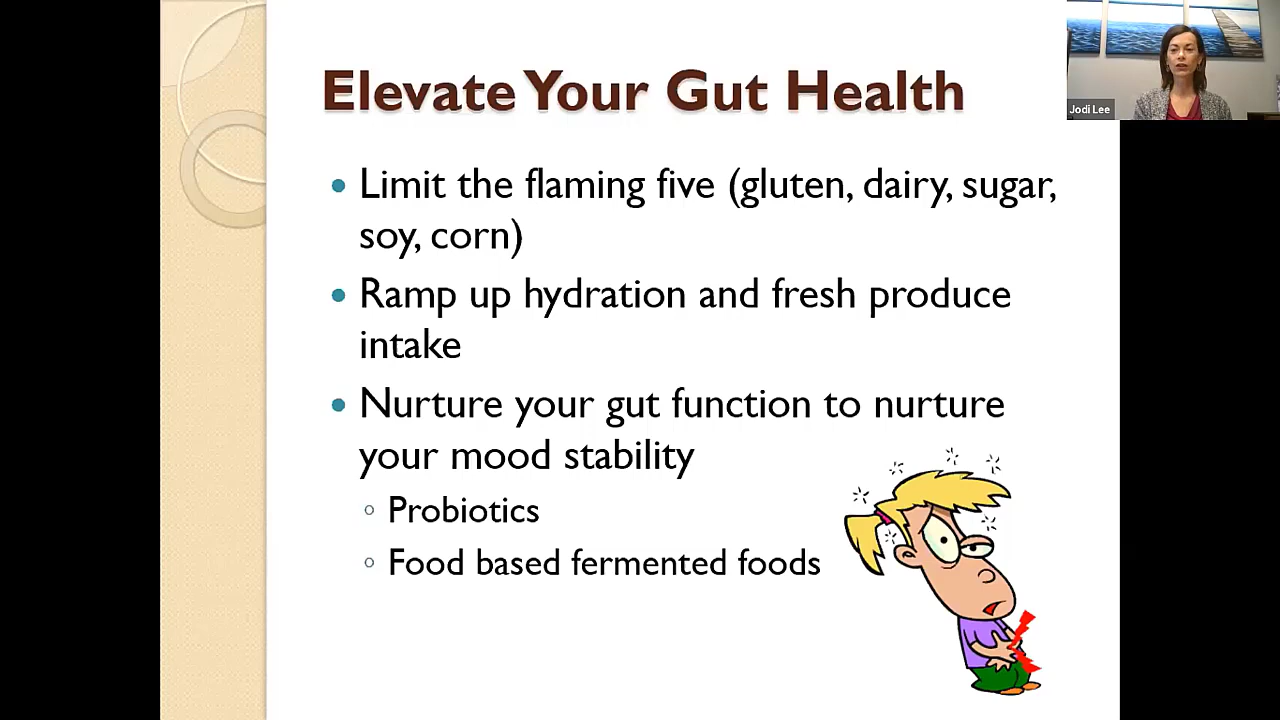 Elevate Your Gut Health
Limit the flaming five (gluten, dairy, sugar,
soy, corn)
Ramp up hydration and fresh produce
intake
Nurture your gut function to nurture
your mood stability
Probiotics
Food based fermented foods
Jodi Lee